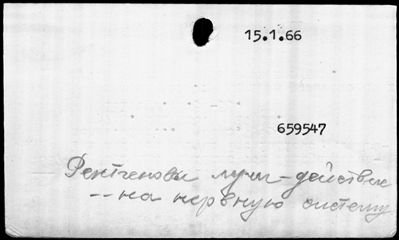 15.1.66
659547
Рентгеновы лучи - действие
-- на нервную систему